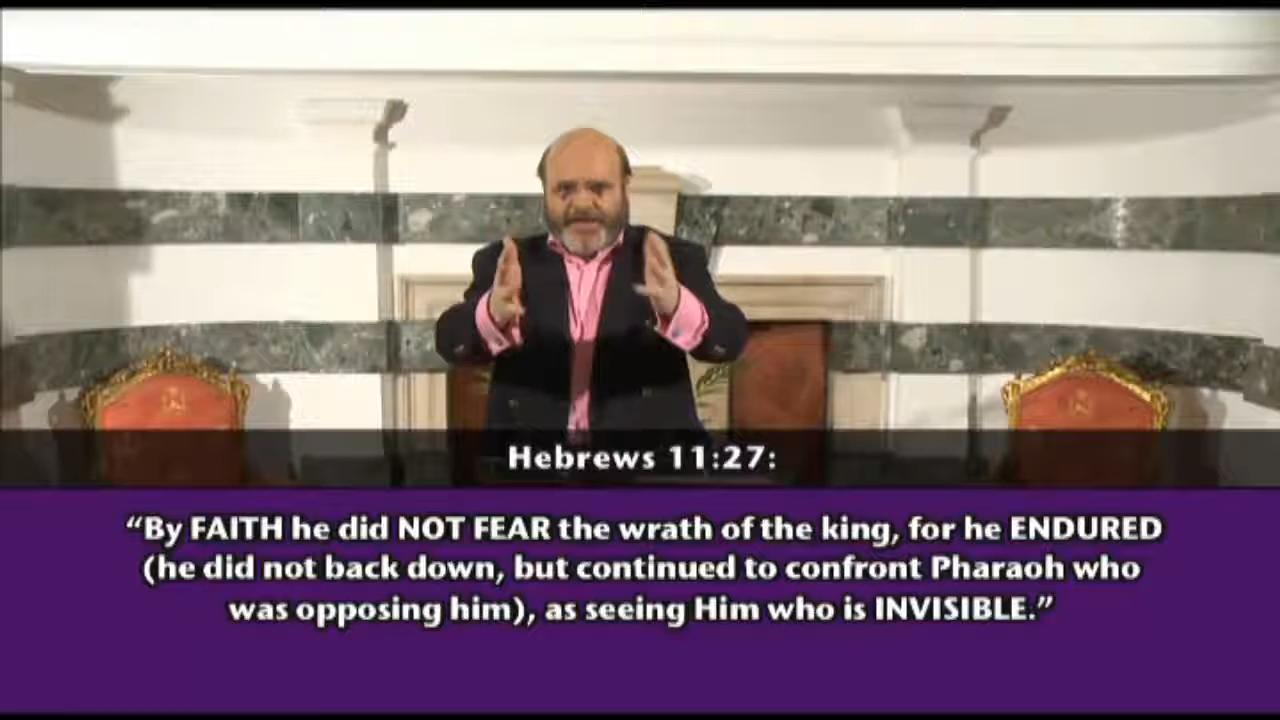 Hebrews 11:27:
“By FAITH he did NOT FEAR the wrath of the king, for he ENDURED
(he did not back down, but continued to confront Pharaoh who
was opposing him), as seeing Him who is INVISIBLE.”